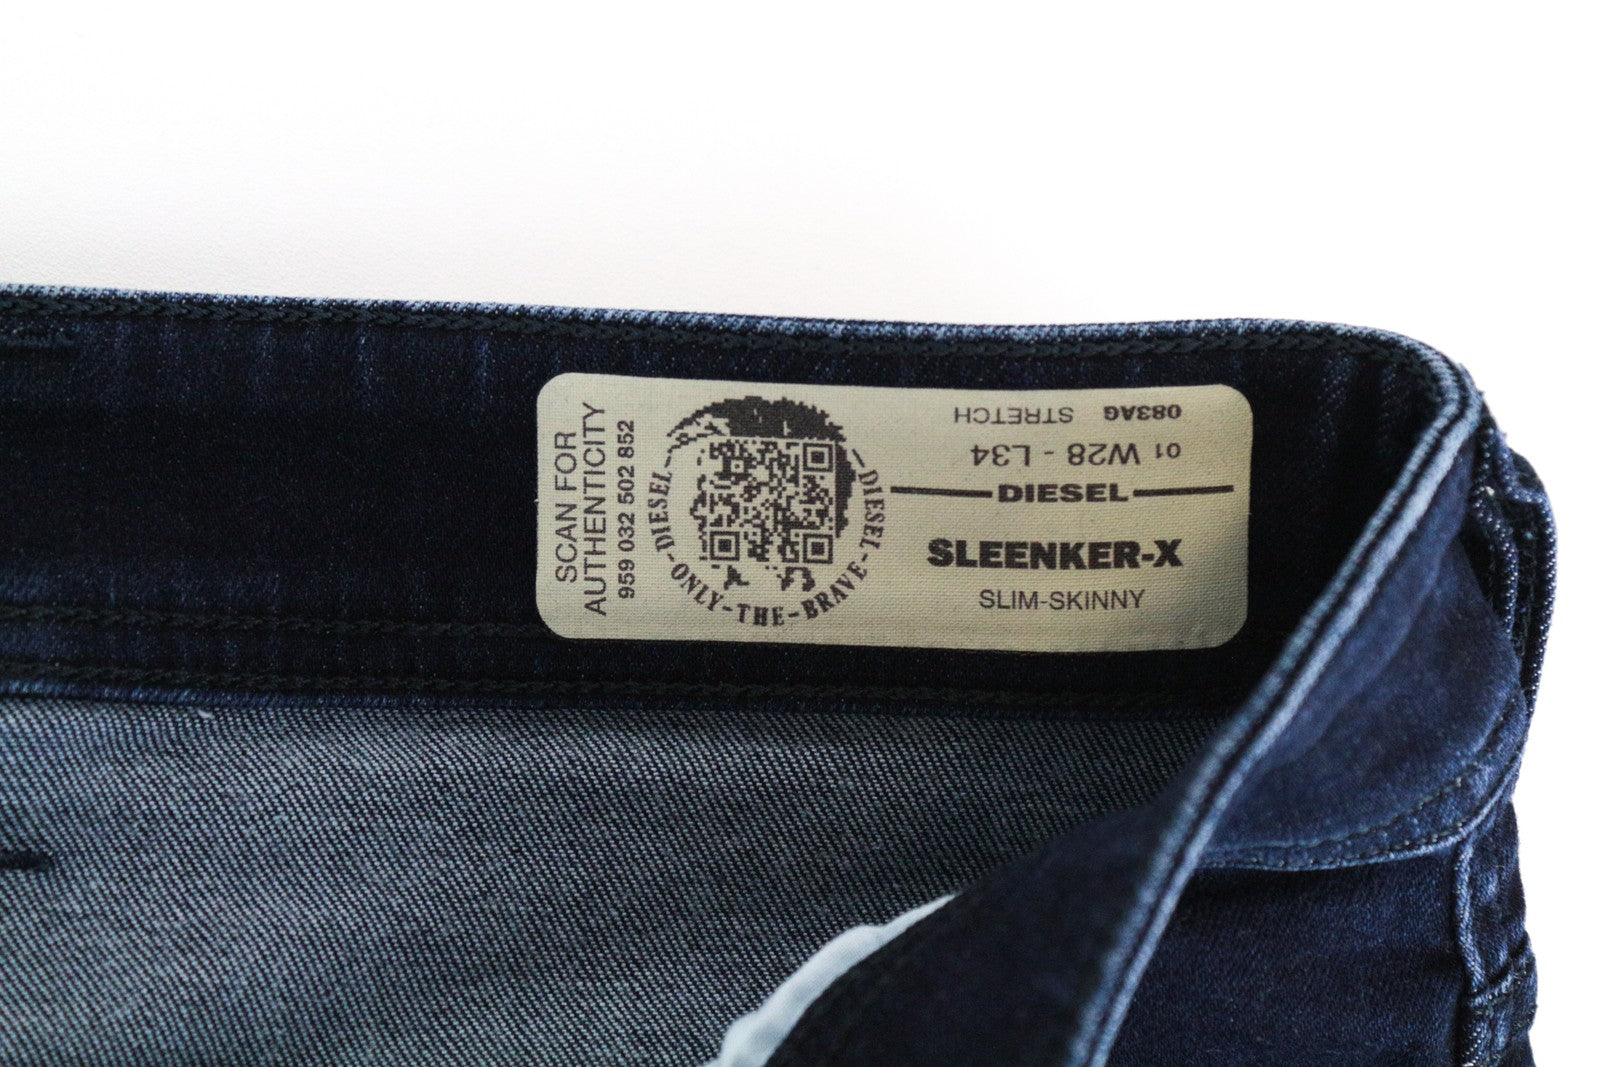 SCAN FOR
AUTHENTICITY
959 032 502 852
DIESEL-ONLY-THE-BRAVE-DIESEL
083AG STRETCH
01 W28 - L34
DIESEL
SLEENKER-X
SLIM-SKINNY